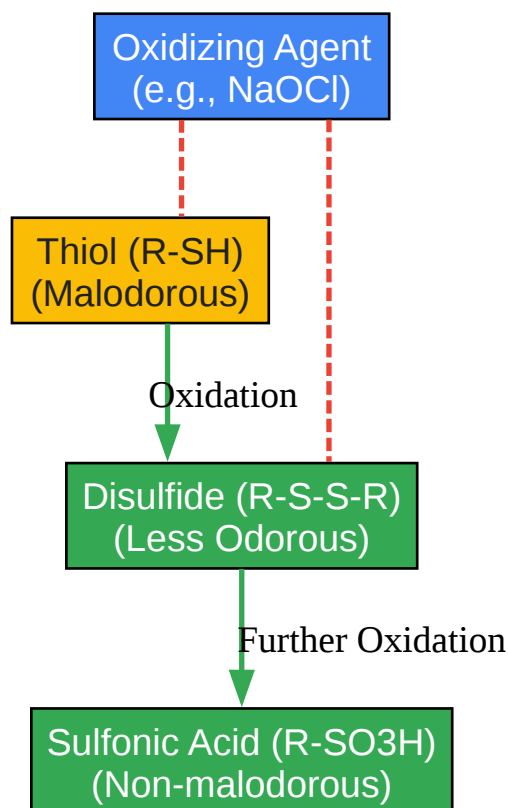 Oxidizing Agent
(e.g., NaOCl)
Thiol (R-SH)
(Malodorous)
Oxidation
Disulfide (R-S-S-R)
(Less Odorous)
Further Oxidation
Sulfonic Acid (R-SO3H)
(Non-malodorous)